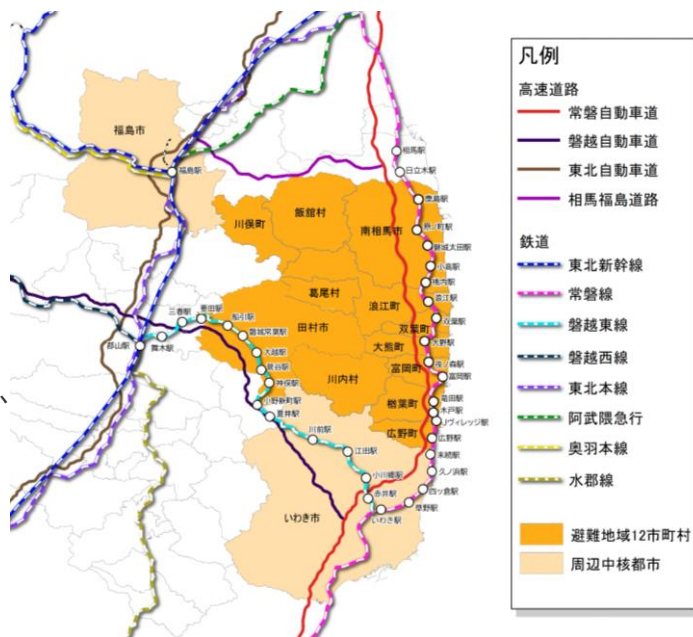 福島市
福島駅
相馬駅
日立木駅
鹿島駅
原ノ町駅
磐城太田駅
小高駅
桃内駅
浪江駅
双葉駅
大野駅
夜ノ森駅
富岡駅
竜田駅
木戸駅
Jヴィレッジ駅
広野駅
末続駅
久ノ浜駅
四ッ倉駅
草野駅
いわき駅
赤井駅
小川郷駅
江田駅
川前駅
夏井駅
小野新町駅
神俣駅
菅谷駅
大越駅
磐城常葉駅
船引駅
要田駅
三春駅
舞木駅
郡山駅
川俣町
飯舘村
南相馬市
葛尾村
浪江町
田村市
双葉町
大熊町
富岡町
川内村
楢葉町
広野町
いわき市
、
凡例
高速道路
常磐自動車道
磐越自動車道
東北自動車道
相馬福島道路
鉄道
東北新幹線
常磐線
磐越東線
磐越西線
東北本線
阿武隈急行
奥羽本線
水郡線
避難地域12市町村
周辺中核都市